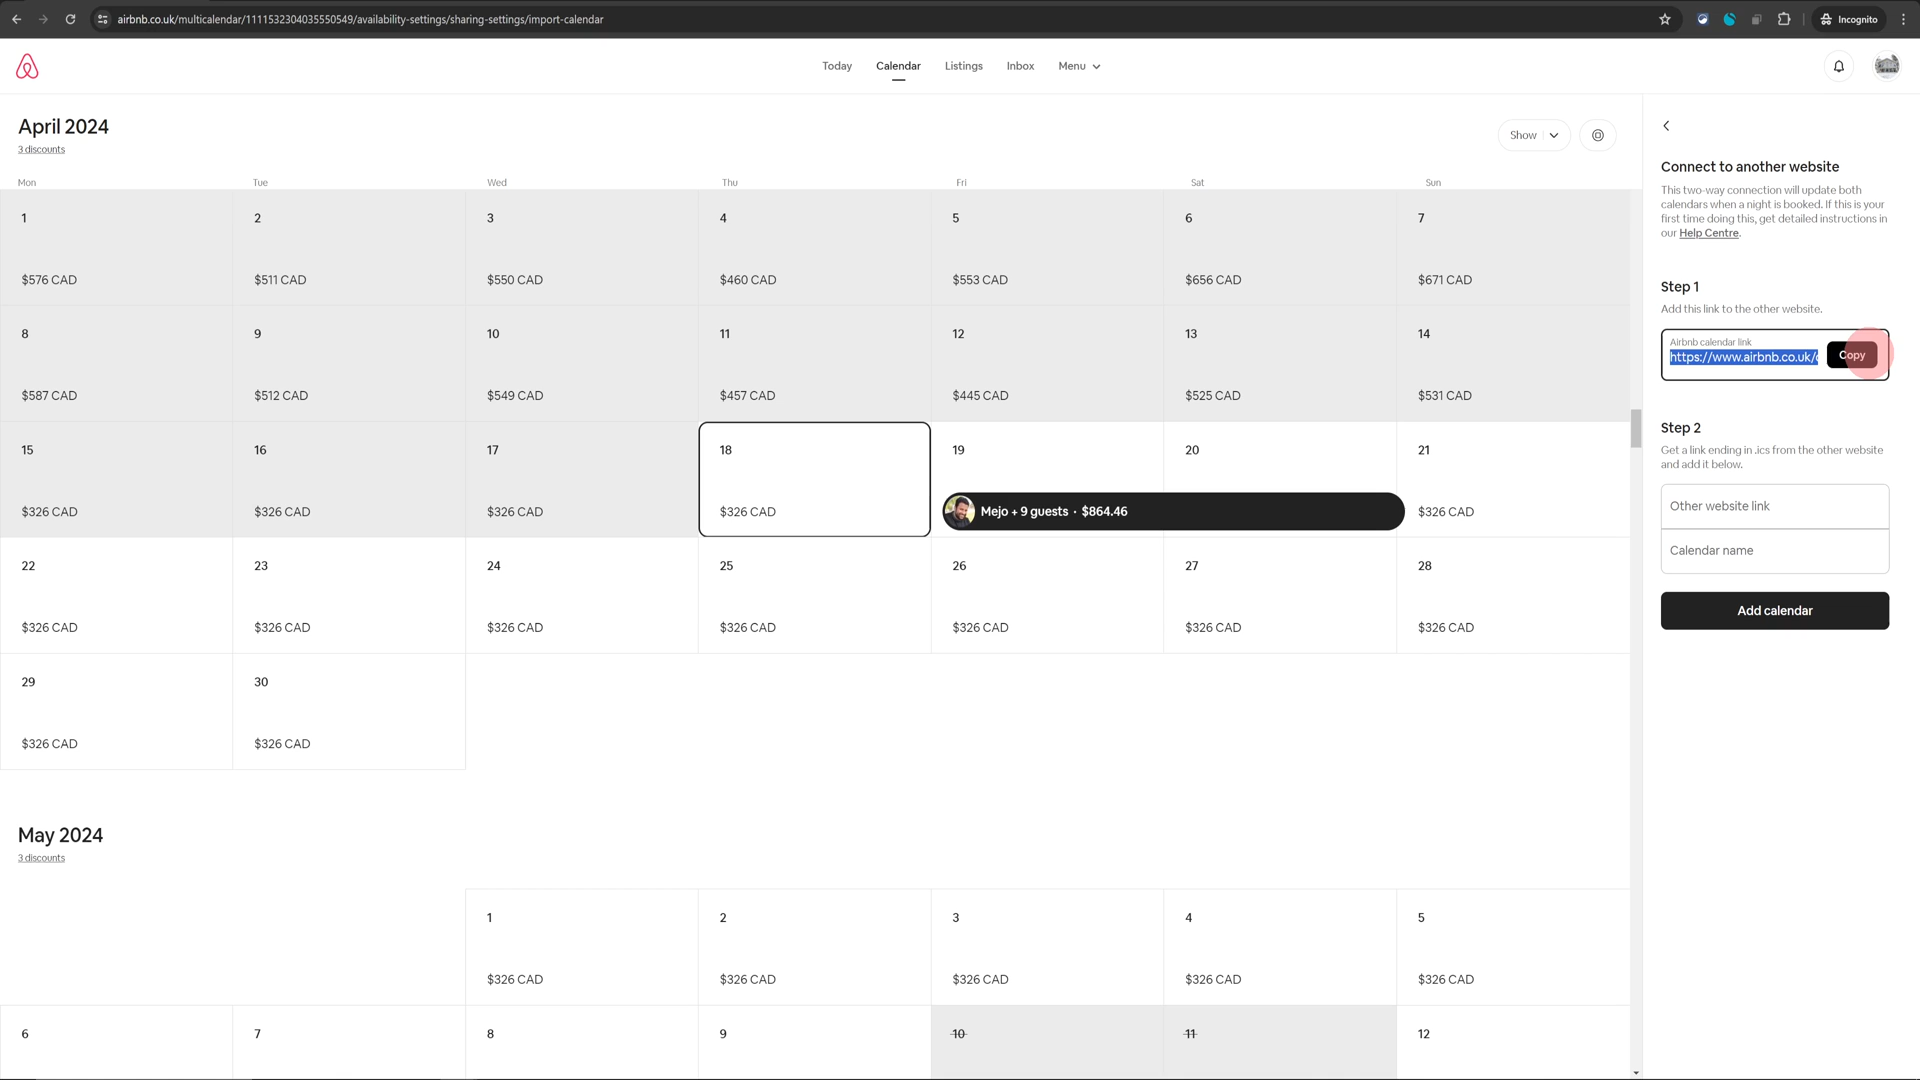 airbnb.co.uk/multicalendar/1111532304035550549/availability-settings/sharing-settings/import-calendar
Incognito
Today
Calendar
Listings
Inbox
Menu
April 2024
3 discounts
Show
Mon Tue Wed Thu Fri Sat Sun
1 2 3 4 5 6 7
$576 CAD $511 CAD $550 CAD $460 CAD $553 CAD $656 CAD $671 CAD
8 9 10 11 12 13 14
$587 CAD $512 CAD $549 CAD $457 CAD $445 CAD $525 CAD $531 CAD
15 16 17 18 19 20 21
$326 CAD $326 CAD $326 CAD $326 CAD Mejo + 9 guests · $864.46 $326 CAD
22 23 24 25 26 27 28
$326 CAD $326 CAD $326 CAD $326 CAD $326 CAD $326 CAD $326 CAD
29 30
$326 CAD $326 CAD
May 2024
3 discounts
1 2 3 4 5
$326 CAD $326 CAD $326 CAD $326 CAD $326 CAD
6 7 8 9 10 11 12
Connect to another website
This two-way connection will update both
calendars when a night is booked. If this is your
first time doing this, get detailed instructions in
our Help Centre.
Step 1
Add this link to the other website.
Airbnb calendar link
https://www.airbnb.co.uk/
Copy
Step 2
Get a link ending in .ics from the other website
and add it below.
Other website link
Calendar name
Add calendar